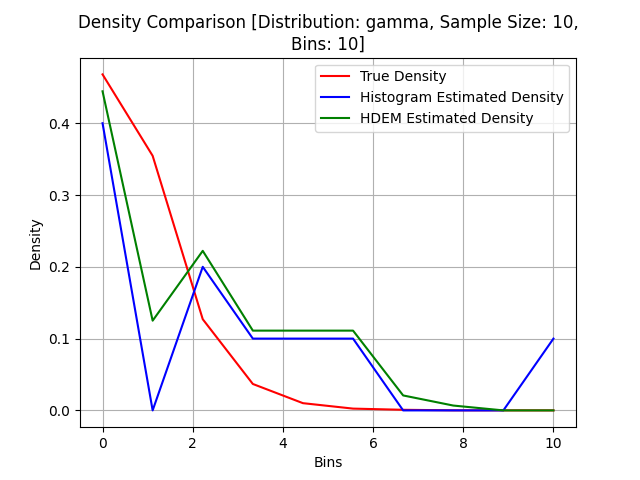 Density Comparison [Distribution: gamma, Sample Size: 10,
Bins: 10]
True Density
Histogram Estimated Density
HDEM Estimated Density
Density
0.4
0.3
0.2
0.1
0.0
0 2 4 6 8 10
Bins